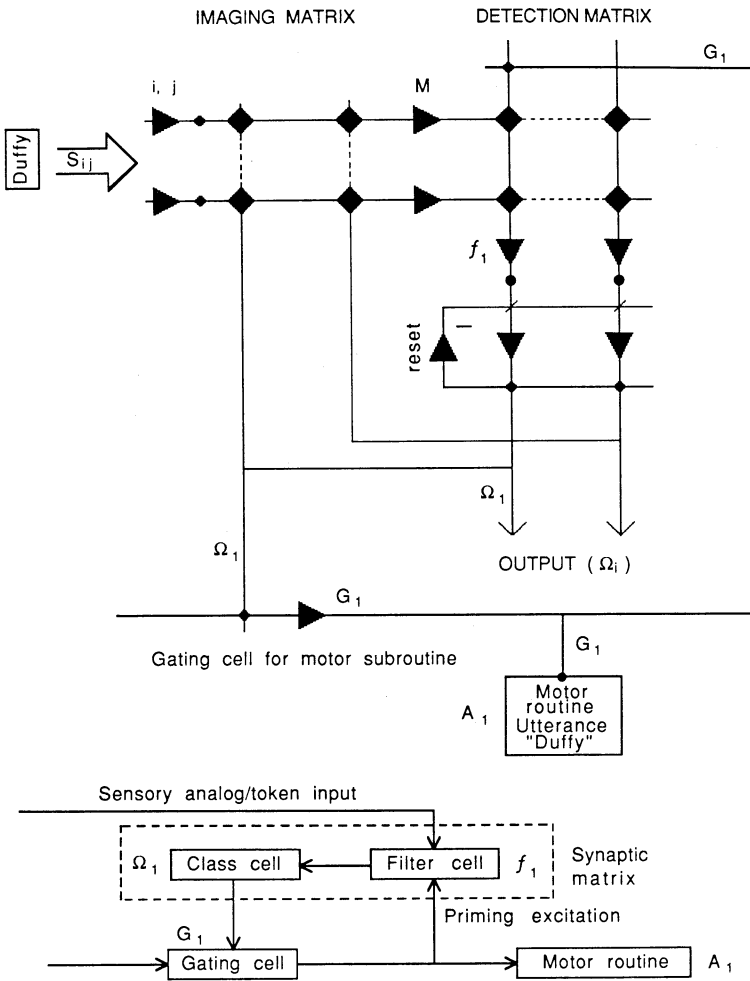 IMAGING MATRIX
DETECTION MATRIX
G₁
i, j
M
Duffy
Sij
f₁
reset
Ω₁
Ω₁
OUTPUT (Ωᵢ)
G₁
G₁
Gating cell for motor subroutine
A₁
Motor
routine
Utterance
"Duffy"
Sensory analog/token input
Ω₁
Class cell
Filter cell
f₁
Synaptic
matrix
Priming excitation
G₁
Gating cell
Motor routine
A₁